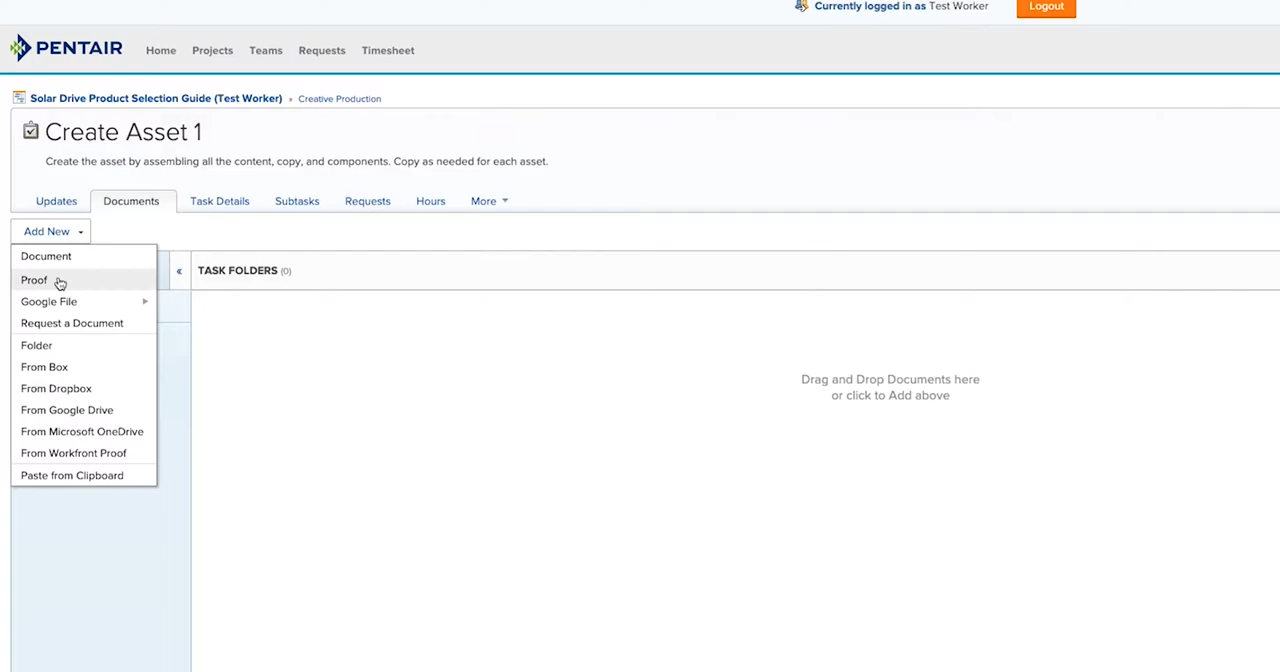 Currently logged in as Test Worker
Logout
PENTAIR
Home Projects Teams Requests Timesheet
Solar Drive Product Selection Guide (Test Worker) › Creative Production
Create Asset 1
Create the asset by assembling all the content, copy, and components. Copy as needed for each asset.
Updates Documents Task Details Subtasks Requests Hours More
Add New
Document
Proof
Google File
Request a Document
Folder
From Box
From Dropbox
From Google Drive
From Microsoft OneDrive
From Workfront Proof
Paste from Clipboard
« TASK FOLDERS (0)
Drag and Drop Documents here
or click to Add above